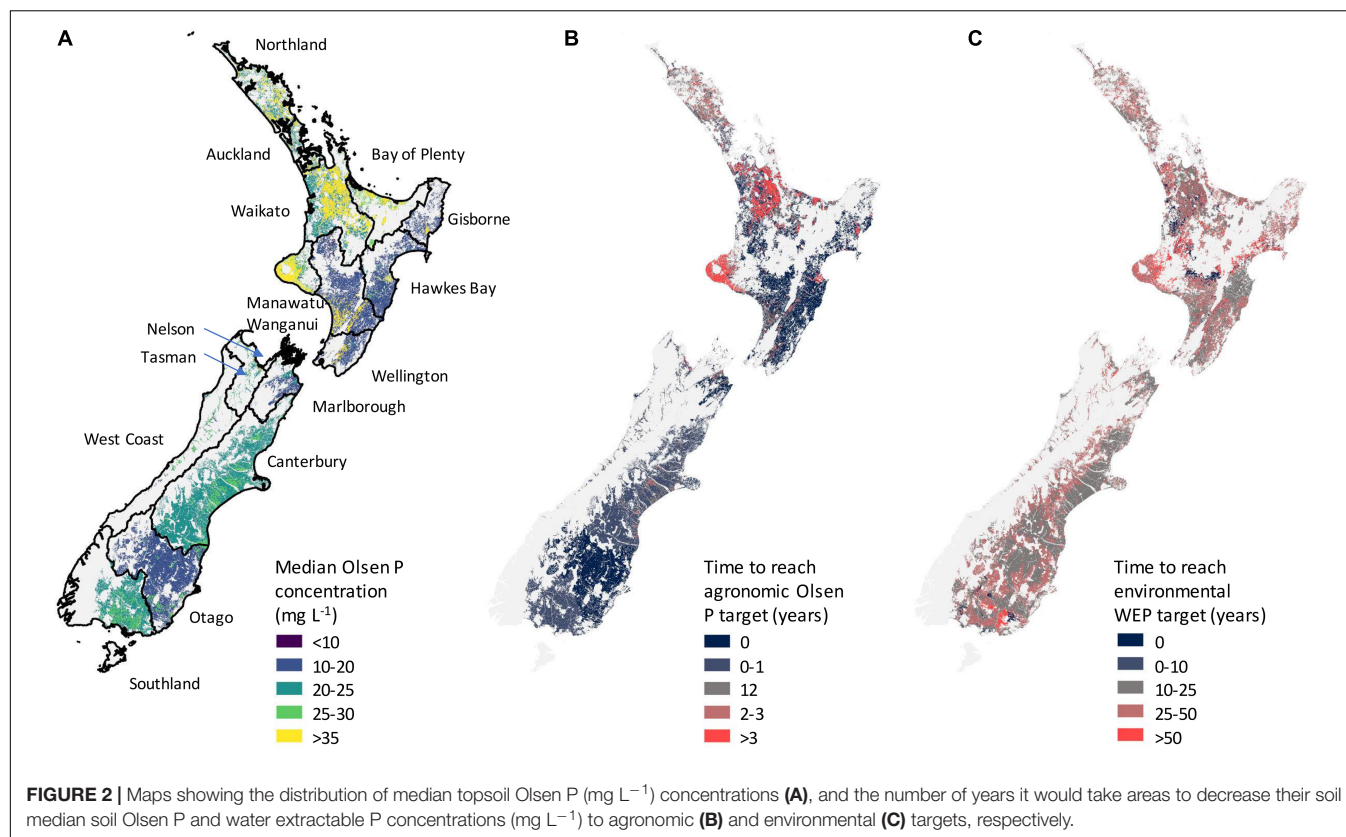 A
B
C
Northland
Auckland
Bay of Plenty
Waikato
Gisborne
Hawkes Bay
Manawatu
Wanganui
Nelson
Tasman
Wellington
Marlborough
West Coast
Canterbury
Otago
Southland
Median Olsen P
concentration
(mg L-1)
<10
10-20
20-25
25-30
>35
Time to reach
agronomic Olsen
P target (years)
0
0-1
12
2-3
>3
Time to reach
environmental
WEP target (years)
0
0-10
10-25
25-50
>50
FIGURE 2 | Maps showing the distribution of median topsoil Olsen P (mg L−1) concentrations (A), and the number of years it would take areas to decrease their soil
median soil Olsen P and water extractable P concentrations (mg L−1) to agronomic (B) and environmental (C) targets, respectively.